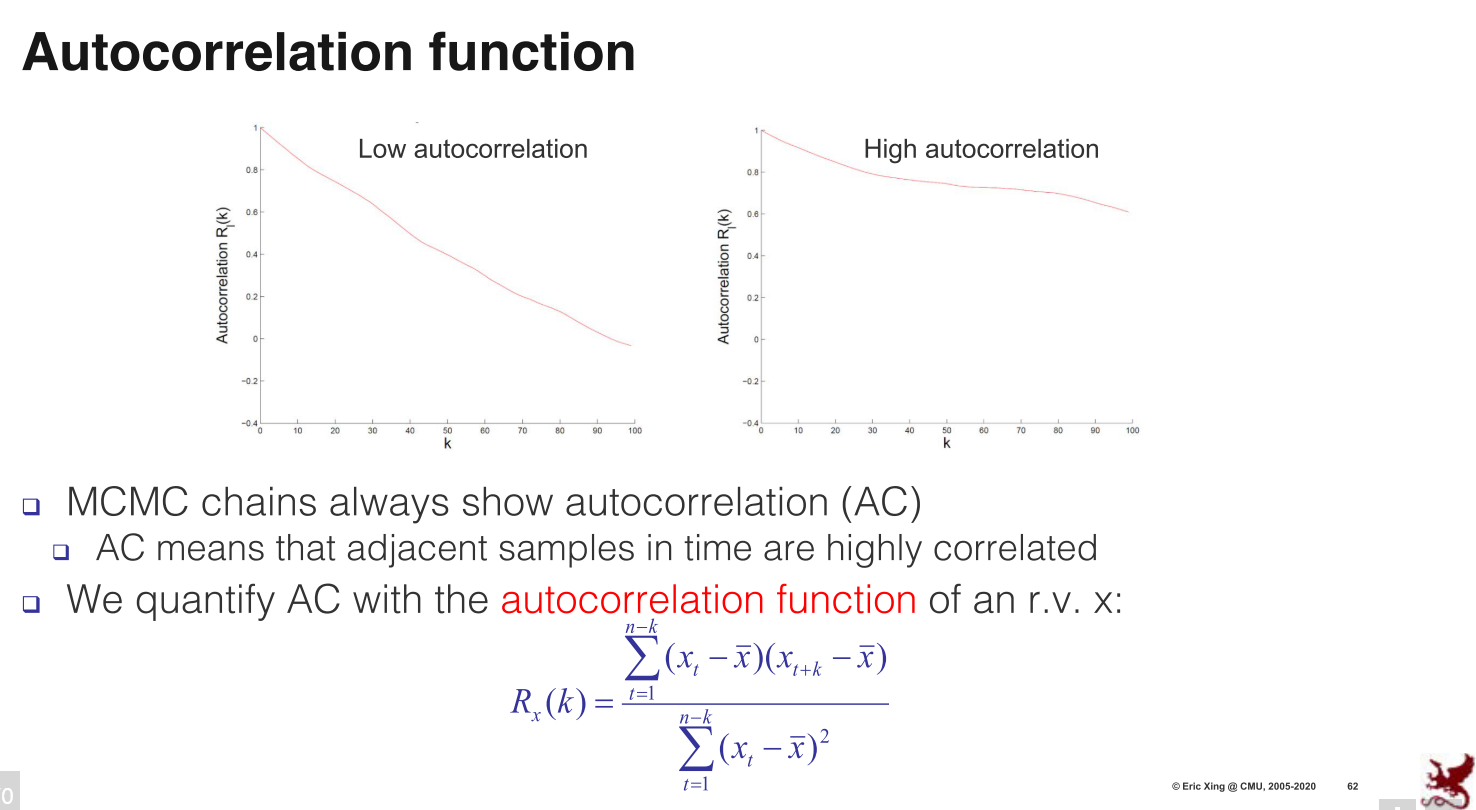 Autocorrelation function
Low autocorrelation
1
0.8
0.6
0.4
0.2
0
−0.2
−0.4
0 10 20 30 40 50 60 70 80 90 100
k
Autocorrelation R_l(k)
High autocorrelation
1
0.8
0.6
0.4
0.2
0
−0.2
−0.4
0 10 20 30 40 50 60 70 80 90 100
k
Autocorrelation R_l(k)
❑ MCMC chains always show autocorrelation (AC)
❑ AC means that adjacent samples in time are highly correlated
❑ We quantify AC with the autocorrelation function of an r.v. x:
R_x(k) = \frac{\sum_{t=1}^{n-k}(x_t - \bar{x})(x_{t+k} - \bar{x})}{\sum_{t=1}^{n-k}(x_t - \bar{x})^2}
© Eric Xing @ CMU, 2005-2020 62